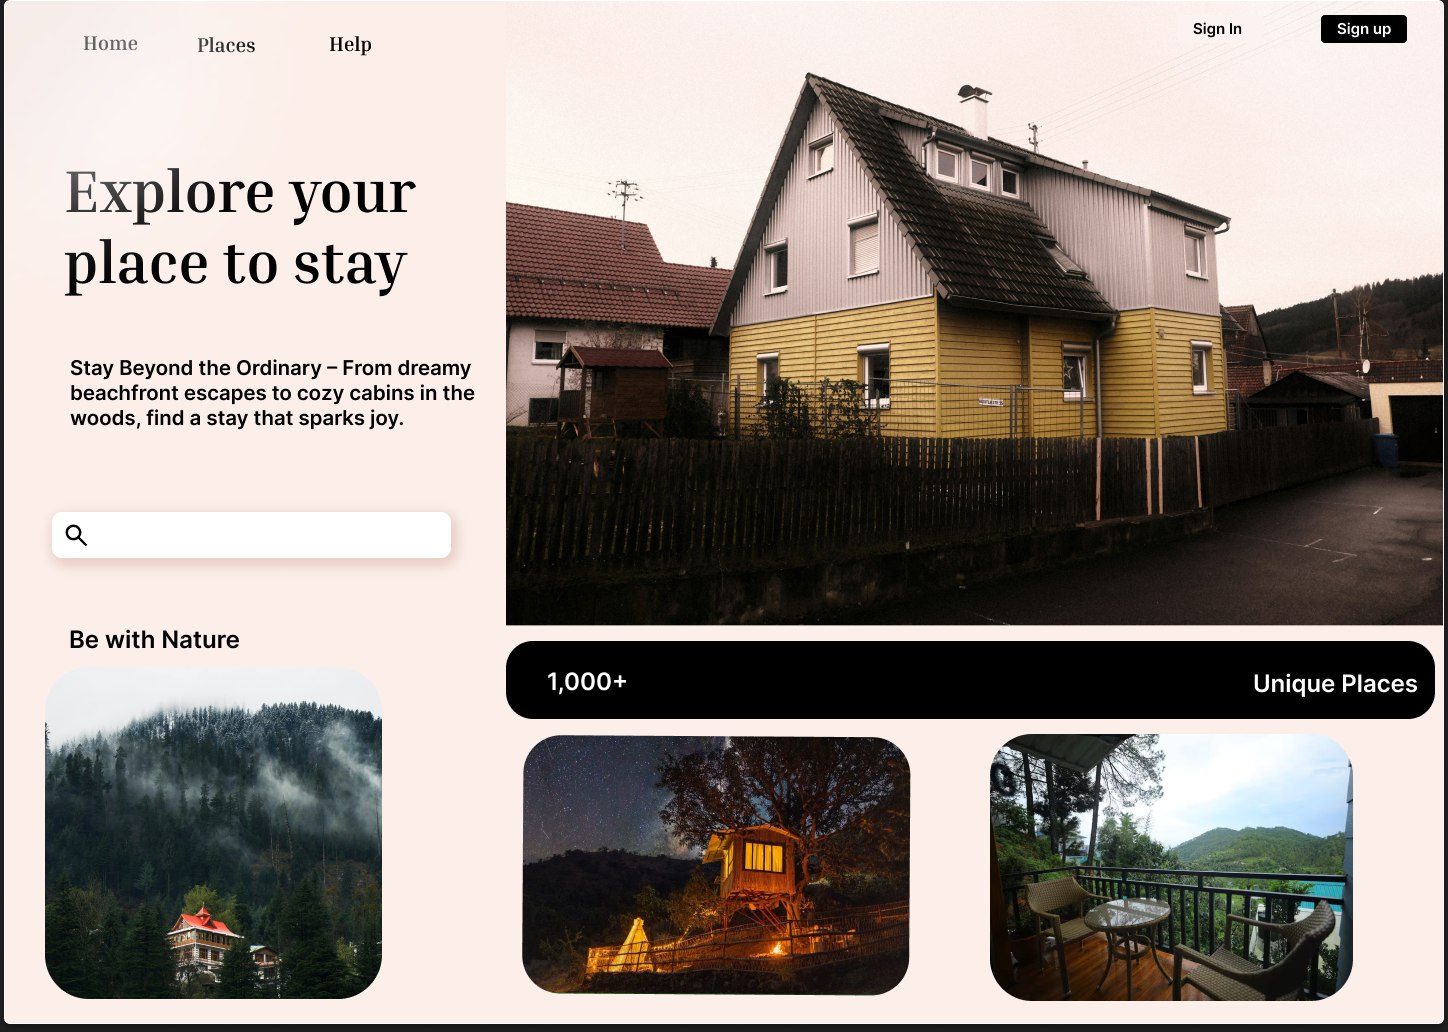 Home Places Help
Sign In Sign up
Explore your
place to stay
Stay Beyond the Ordinary – From dreamy
beachfront escapes to cozy cabins in the
woods, find a stay that sparks joy.
Be with Nature
1,000+ Unique Places